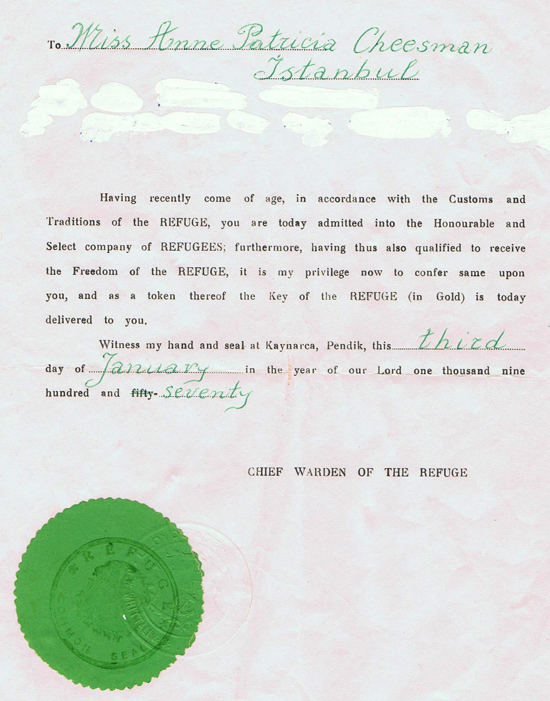 To Miss Anne Patricia Cheesman
Istanbul
Having recently come of age, in accordance with the Customs and
Traditions of the REFUGE, you are today admitted into the Honourable and
Select company of REFUGEES; furthermore, having thus also qualified to receive
the Freedom of the REFUGE, it is my privilege now to confer same upon
you, and as a token thereof the Key of the REFUGE (in Gold) is today
delivered to you.
Witness my hand and seal at Kaynarca, Pendik, this third
day of January in the year of our Lord one thousand nine
hundred and fifty- seventy
CHIEF WARDEN OF THE REFUGE
REFUGE
COMMON SEAL